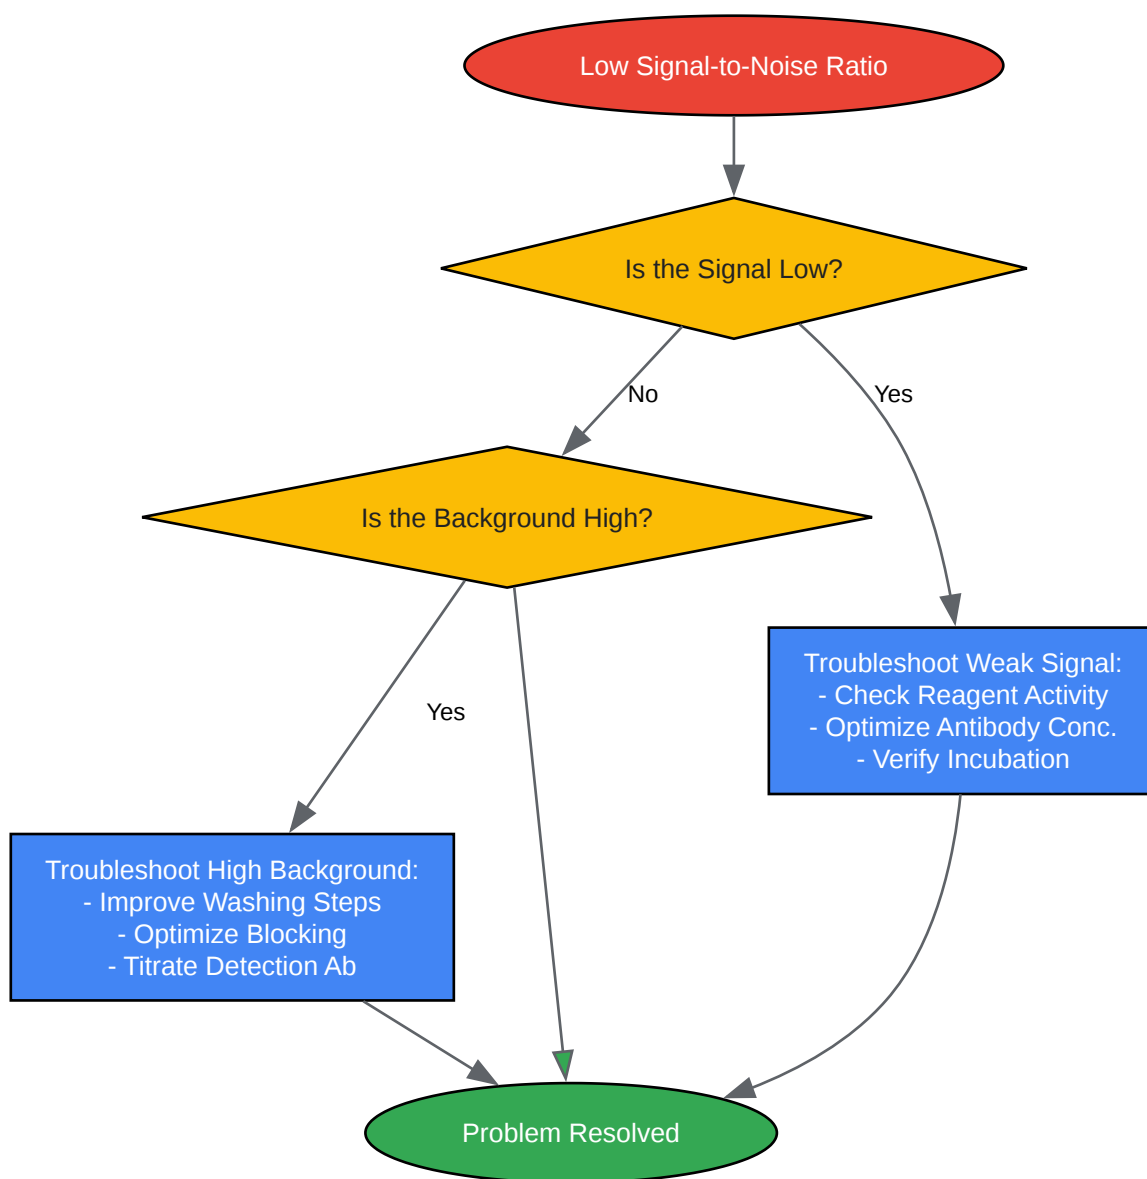 Low Signal-to-Noise Ratio
Is the Signal Low?
No
Yes
Is the Background High?
Yes
Troubleshoot Weak Signal:
- Check Reagent Activity
- Optimize Antibody Conc.
- Verify Incubation
Troubleshoot High Background:
- Improve Washing Steps
- Optimize Blocking
- Titrate Detection Ab
Problem Resolved